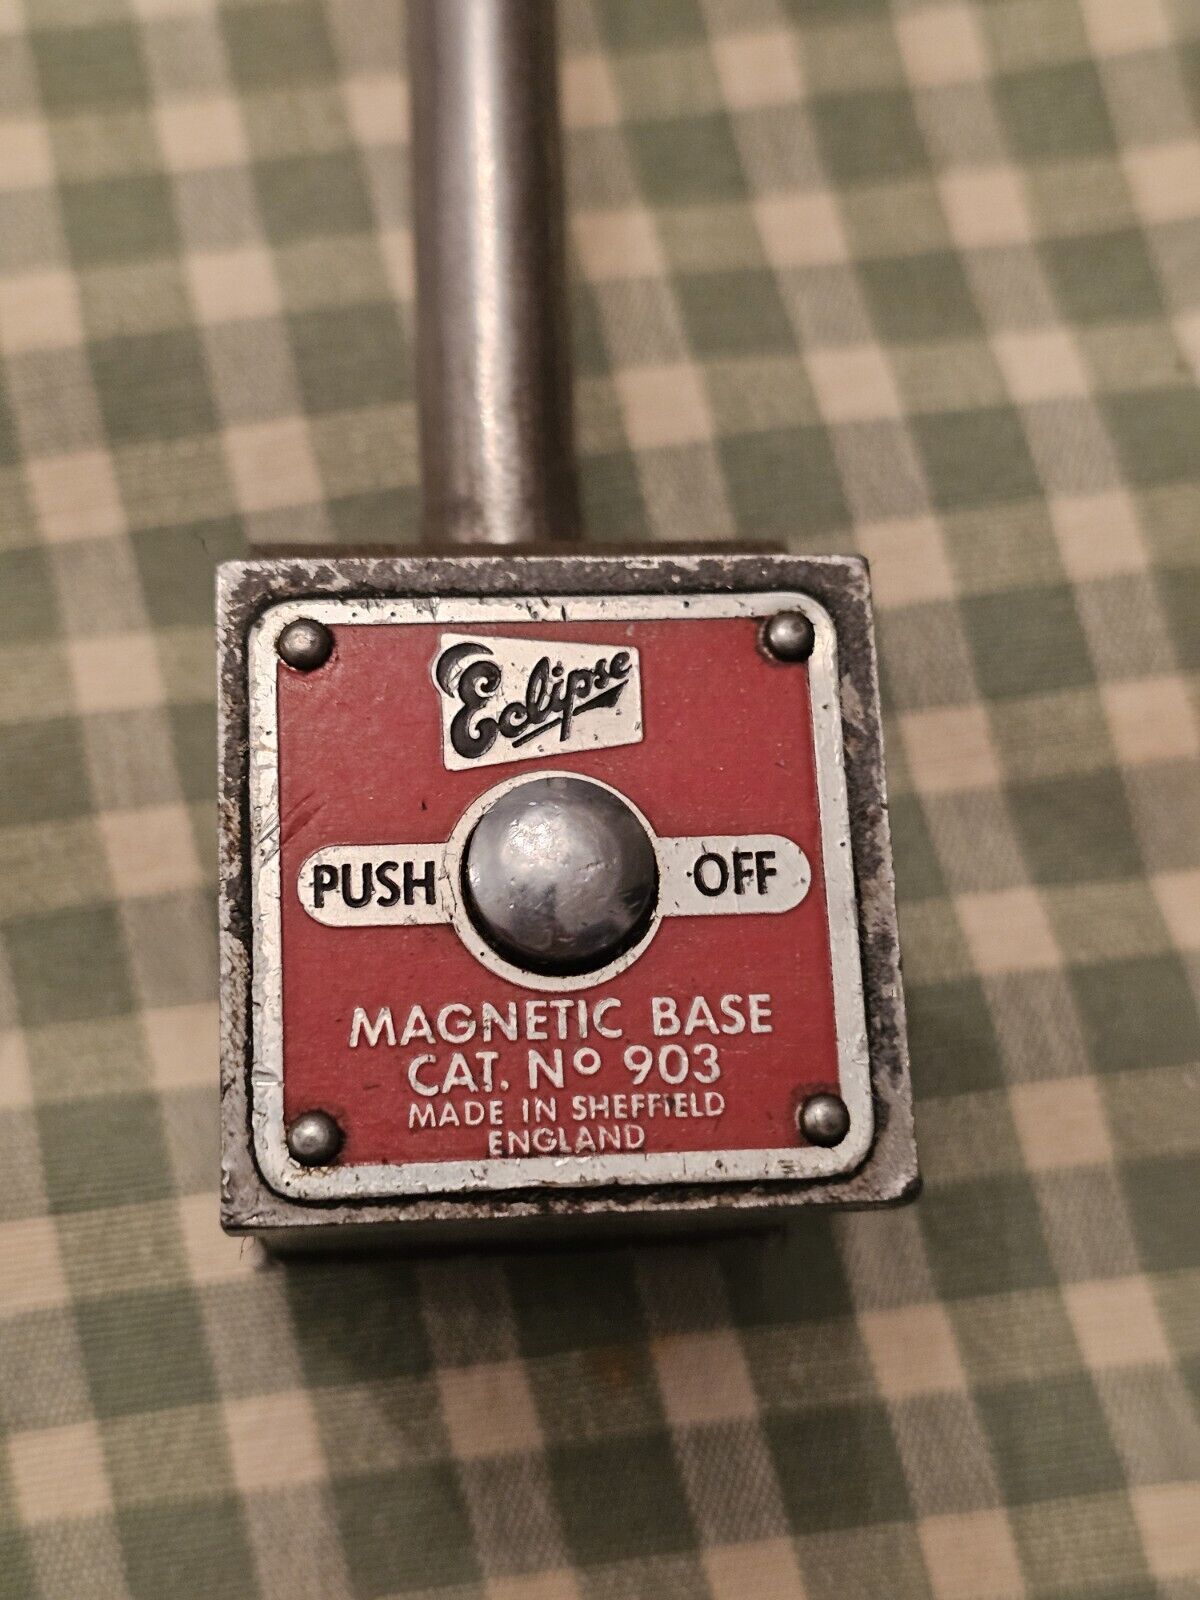 Eclipse
PUSH OFF
MAGNETIC BASE
CAT. Nº 903
MADE IN SHEFFIELD
ENGLAND